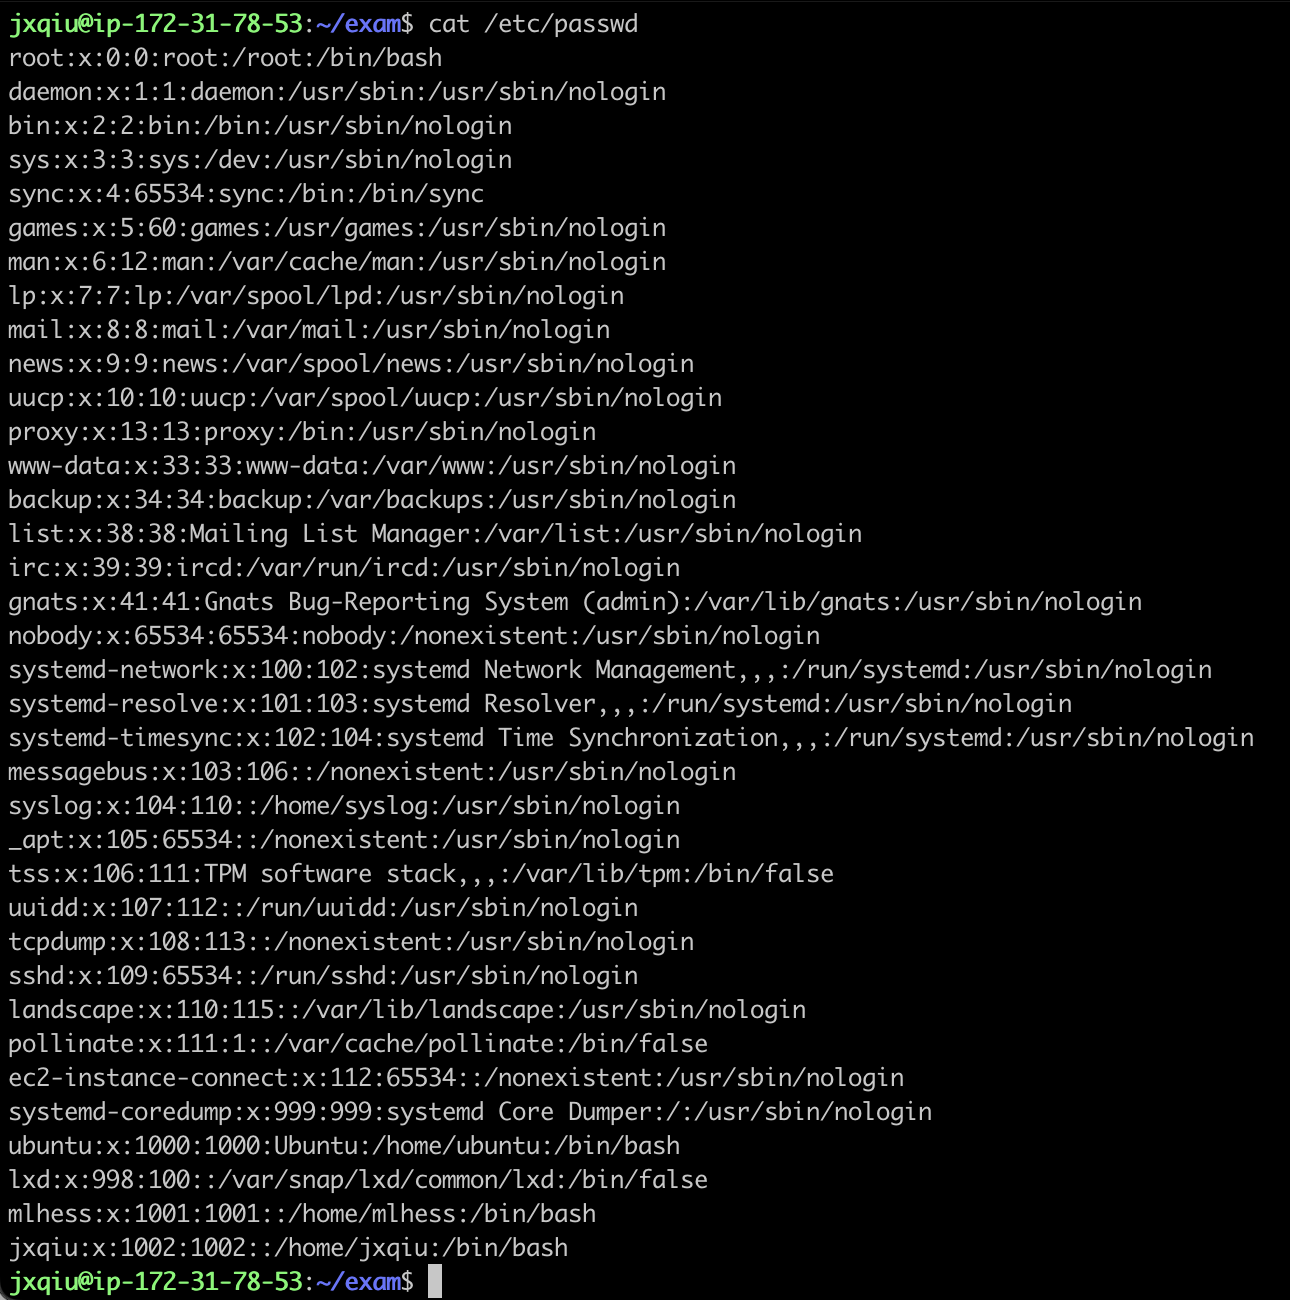 jxqiu@ip-172-31-78-53:~/exam$ cat /etc/passwd
root:x:0:0:root:/root:/bin/bash
daemon:x:1:1:daemon:/usr/sbin:/usr/sbin/nologin
bin:x:2:2:bin:/bin:/usr/sbin/nologin
sys:x:3:3:sys:/dev:/usr/sbin/nologin
sync:x:4:65534:sync:/bin:/bin/sync
games:x:5:60:games:/usr/games:/usr/sbin/nologin
man:x:6:12:man:/var/cache/man:/usr/sbin/nologin
lp:x:7:7:lp:/var/spool/lpd:/usr/sbin/nologin
mail:x:8:8:mail:/var/mail:/usr/sbin/nologin
news:x:9:9:news:/var/spool/news:/usr/sbin/nologin
uucp:x:10:10:uucp:/var/spool/uucp:/usr/sbin/nologin
proxy:x:13:13:proxy:/bin:/usr/sbin/nologin
www-data:x:33:33:www-data:/var/www:/usr/sbin/nologin
backup:x:34:34:backup:/var/backups:/usr/sbin/nologin
list:x:38:38:Mailing List Manager:/var/list:/usr/sbin/nologin
irc:x:39:39:ircd:/var/run/ircd:/usr/sbin/nologin
gnats:x:41:41:Gnats Bug-Reporting System (admin):/var/lib/gnats:/usr/sbin/nologin
nobody:x:65534:65534:nobody:/nonexistent:/usr/sbin/nologin
systemd-network:x:100:102:systemd Network Management,,,:/run/systemd:/usr/sbin/nologin
systemd-resolve:x:101:103:systemd Resolver,,,:/run/systemd:/usr/sbin/nologin
systemd-timesync:x:102:104:systemd Time Synchronization,,,:/run/systemd:/usr/sbin/nologin
messagebus:x:103:106::/nonexistent:/usr/sbin/nologin
syslog:x:104:110::/home/syslog:/usr/sbin/nologin
_apt:x:105:65534::/nonexistent:/usr/sbin/nologin
tss:x:106:111:TPM software stack,,,:/var/lib/tpm:/bin/false
uuidd:x:107:112::/run/uuidd:/usr/sbin/nologin
tcpdump:x:108:113::/nonexistent:/usr/sbin/nologin
sshd:x:109:65534::/run/sshd:/usr/sbin/nologin
landscape:x:110:115::/var/lib/landscape:/usr/sbin/nologin
pollinate:x:111:1::/var/cache/pollinate:/bin/false
ec2-instance-connect:x:112:65534::/nonexistent:/usr/sbin/nologin
systemd-coredump:x:999:999:systemd Core Dumper:/:/usr/sbin/nologin
ubuntu:x:1000:1000:Ubuntu:/home/ubuntu:/bin/bash
lxd:x:998:100::/var/snap/lxd/common/lxd:/bin/false
mlhess:x:1001:1001::/home/mlhess:/bin/bash
jxqiu:x:1002:1002::/home/jxqiu:/bin/bash
jxqiu@ip-172-31-78-53:~/exam$